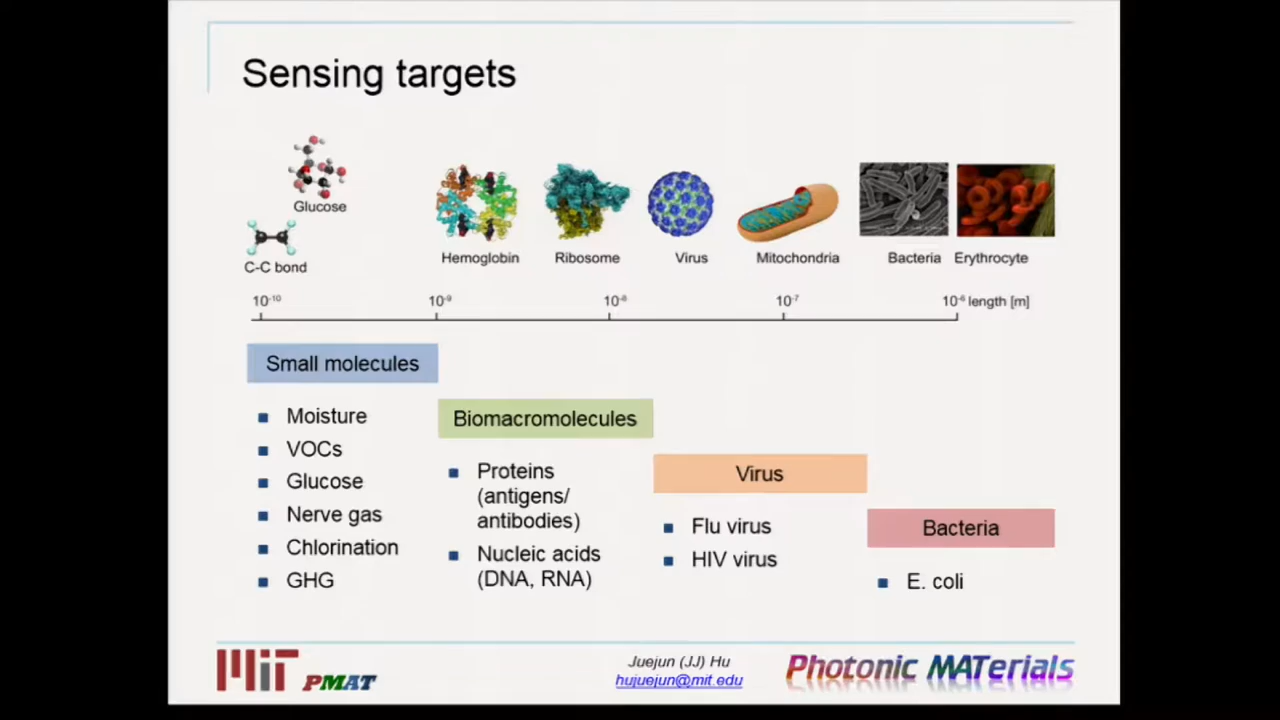 Sensing targets
Glucose
C-C bond
Hemoglobin
Ribosome
Virus
Mitochondria
Bacteria
Erythrocyte
10⁻¹⁰
10⁻⁹
10⁻⁸
10⁻⁷
10⁻⁶ length [m]
Small molecules
Moisture
VOCs
Glucose
Nerve gas
Chlorination
GHG
Biomacromolecules
Proteins
(antigens/
antibodies)
Nucleic acids
(DNA, RNA)
Virus
Flu virus
HIV virus
Bacteria
E. coli
MIT PMAT
Juejun (JJ) Hu
hujuejun@mit.edu
Photonic MATerials